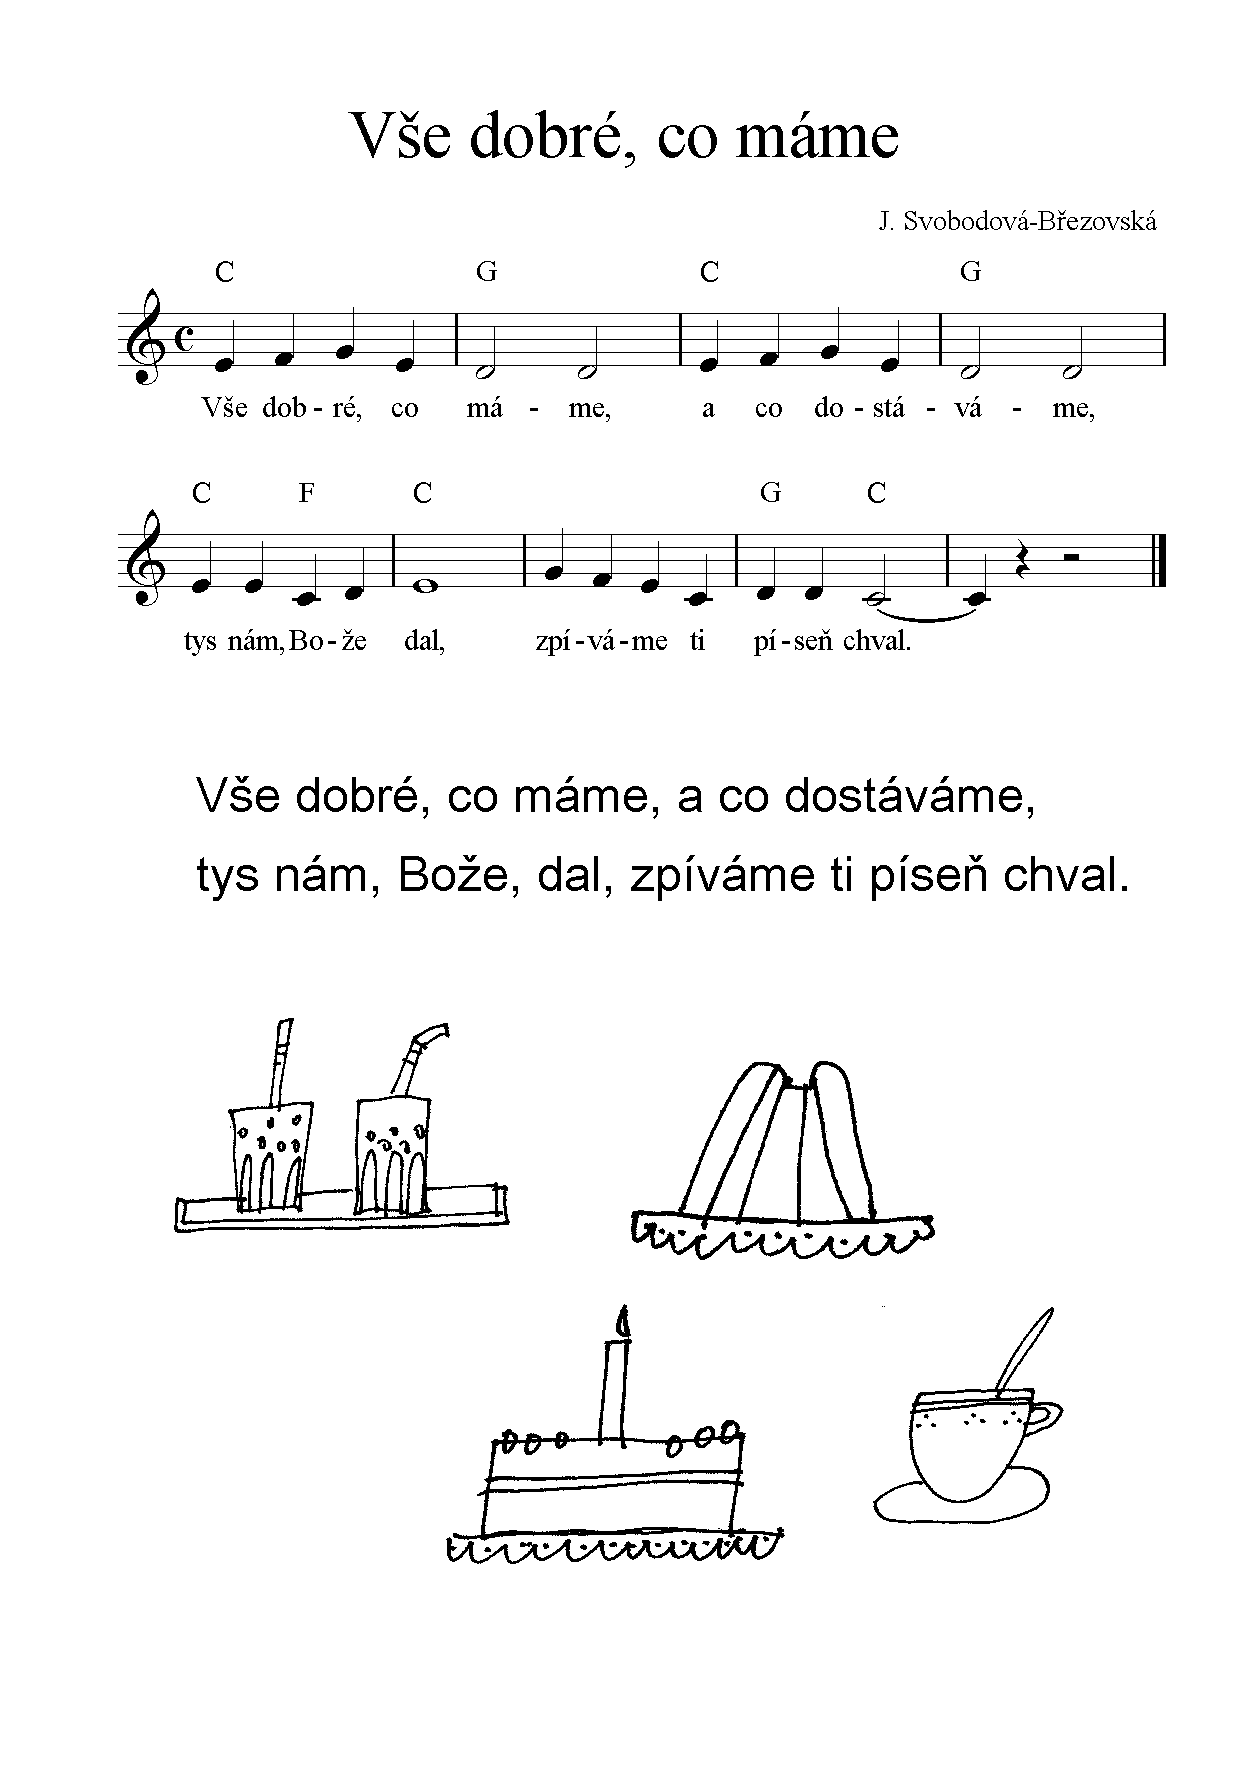 Vše dobré, co máme
J. Svobodová-Březovská
C G C G
Vše dob - ré, co má - me, a co do - stá - vá - me,
C F C G C
tys nám, Bo - že dal, zpí - vá - me ti pí - seň chval.
Vše dobré, co máme, a co dostáváme,
tys nám, Bože, dal, zpíváme ti píseň chval.